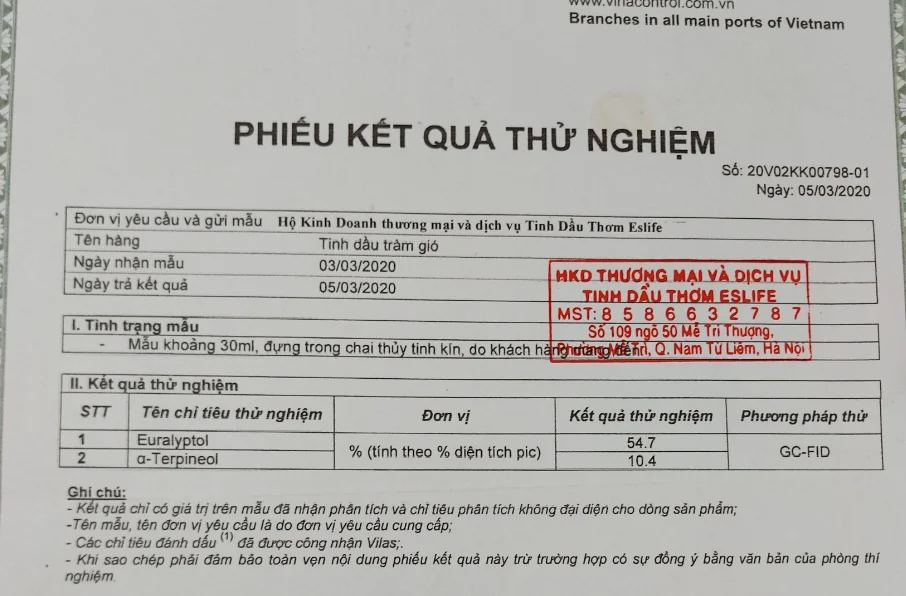 www.vinacontrol.com.vn
Branches in all main ports of Vietnam
PHIẾU KẾT QUẢ THỬ NGHIỆM
Số: 20V02KK00798-01
Ngày: 05/03/2020
Đơn vị yêu cầu và gửi mẫu Hộ Kinh Doanh thương mại và dịch vụ Tinh Dầu Thơm Eslife
Tên hàng Tinh dầu tràm gió
Ngày nhận mẫu 03/03/2020
Ngày trả kết quả 05/03/2020
HKD THƯƠNG MẠI VÀ DỊCH VỤ
TINH DẦU THƠM ESLIFE
MST: 8 5 8 6 6 3 2 7 8 7
Số 109 ngõ 50 Mễ Trì Thượng,
Phường Mễ Trì, Q. Nam Từ Liêm, Hà Nội
I. Tình trạng mẫu
- Mẫu khoảng 30ml, đựng trong chai thủy tinh kín, do khách hàng mang đến.
II. Kết quả thử nghiệm
STT Tên chỉ tiêu thử nghiệm Đơn vị Kết quả thử nghiệm Phương pháp thử
1 Euralyptol % (tính theo % diện tích pic) 54.7 GC-FID
2 α-Terpineol 10.4
Ghi chú:
- Kết quả chỉ có giá trị trên mẫu đã nhận phân tích và chỉ tiêu phân tích không đại diện cho dòng sản phẩm;
-Tên mẫu, tên đơn vị yêu cầu là do đơn vị yêu cầu cung cấp;
- Các chỉ tiêu đánh dấu (1) đã được công nhận Vilas;.
- Khi sao chép phải đảm bảo toàn vẹn nội dung phiếu kết quả này trừ trường hợp có sự đồng ý bằng văn bản của phòng thí
nghiệm.